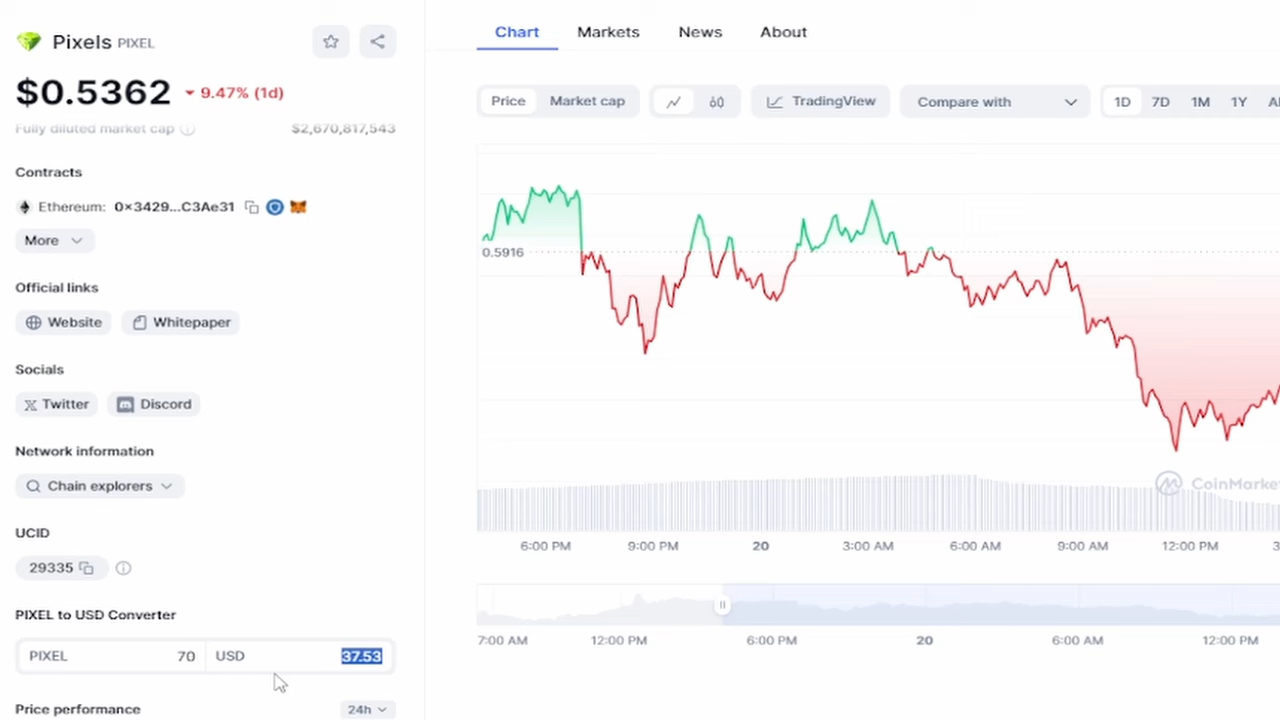 Pixels PIXEL
$0.5362 9.47% (1d)
Fully diluted market cap $2,670,817,543
Contracts
Ethereum: 0x3429...C3Ae31
More
Official links
Website Whitepaper
Socials
Twitter Discord
Network information
Chain explorers
UCID
29335
PIXEL to USD Converter
PIXEL 70 USD 37.53
Price performance 24h
Chart Markets News About
Price Market cap TradingView Compare with 1D 7D 1M 1Y
0.5916
CoinMarke
6:00 PM 9:00 PM 20 3:00 AM 6:00 AM 9:00 AM 12:00 PM 3
7:00 AM 12:00 PM 6:00 PM 20 6:00 AM 12:00 PM